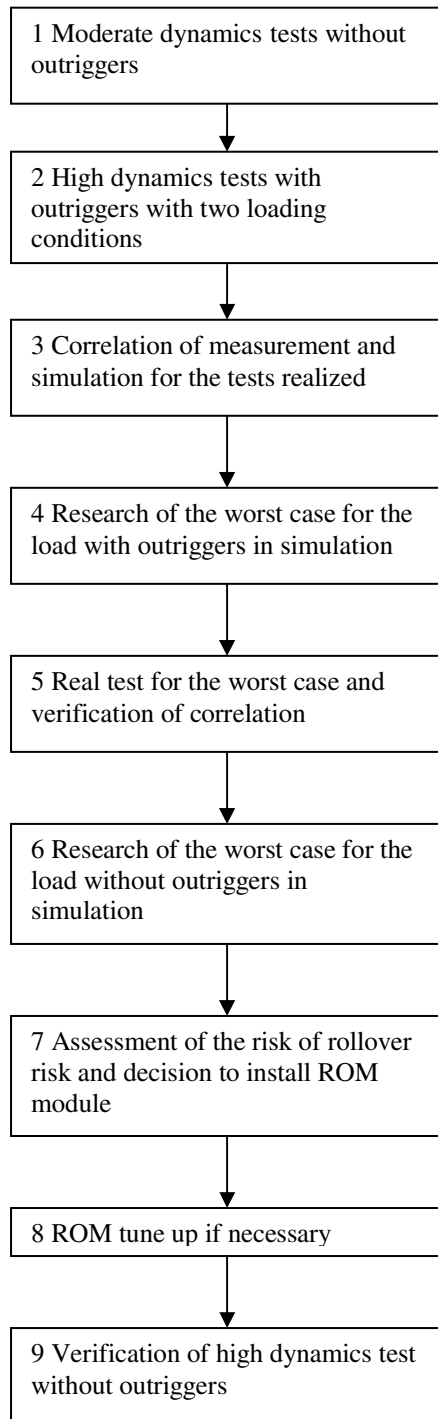 1 Moderate dynamics tests without
outriggers
2 High dynamics tests with
outriggers with two loading
conditions
3 Correlation of measurement and
simulation for the tests realized
4 Research of the worst case for the
load with outriggers in simulation
5 Real test for the worst case and
verification of correlation
6 Research of the worst case for the
load without outriggers in
simulation
7 Assessment of the risk of rollover
risk and decision to install ROM
module
8 ROM tune up if necessary
9 Verification of high dynamics test
without outriggers